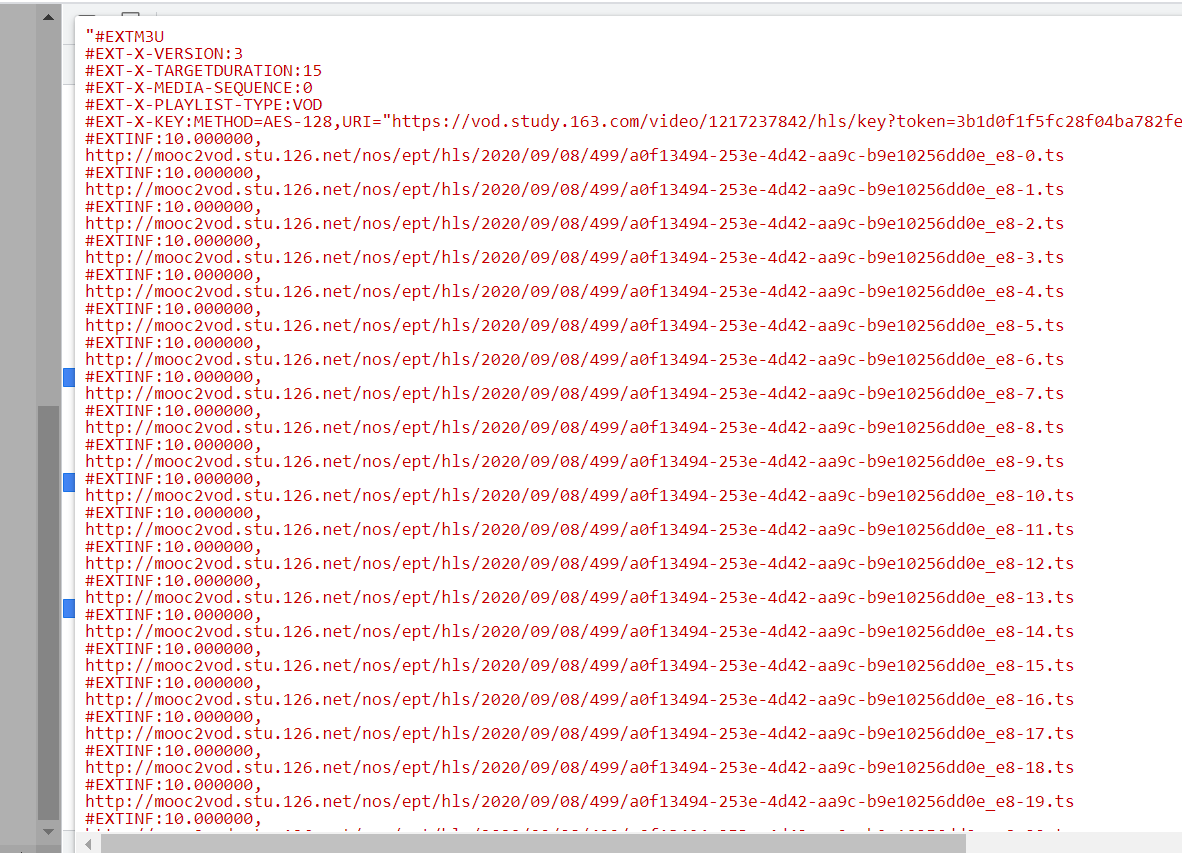 "#EXTM3U
#EXT-X-VERSION:3
#EXT-X-TARGETDURATION:15
#EXT-X-MEDIA-SEQUENCE:0
#EXT-X-PLAYLIST-TYPE:VOD
#EXT-X-KEY:METHOD=AES-128,URI="https://vod.study.163.com/video/1217237842/hls/key?token=3b1d0f1f5fc28f04ba782fe
#EXTINF:10.000000,
http://mooc2vod.stu.126.net/nos/ept/hls/2020/09/08/499/a0f13494-253e-4d42-aa9c-b9e10256dd0e_e8-0.ts
#EXTINF:10.000000,
http://mooc2vod.stu.126.net/nos/ept/hls/2020/09/08/499/a0f13494-253e-4d42-aa9c-b9e10256dd0e_e8-1.ts
#EXTINF:10.000000,
http://mooc2vod.stu.126.net/nos/ept/hls/2020/09/08/499/a0f13494-253e-4d42-aa9c-b9e10256dd0e_e8-2.ts
#EXTINF:10.000000,
http://mooc2vod.stu.126.net/nos/ept/hls/2020/09/08/499/a0f13494-253e-4d42-aa9c-b9e10256dd0e_e8-3.ts
#EXTINF:10.000000,
http://mooc2vod.stu.126.net/nos/ept/hls/2020/09/08/499/a0f13494-253e-4d42-aa9c-b9e10256dd0e_e8-4.ts
#EXTINF:10.000000,
http://mooc2vod.stu.126.net/nos/ept/hls/2020/09/08/499/a0f13494-253e-4d42-aa9c-b9e10256dd0e_e8-5.ts
#EXTINF:10.000000,
http://mooc2vod.stu.126.net/nos/ept/hls/2020/09/08/499/a0f13494-253e-4d42-aa9c-b9e10256dd0e_e8-6.ts
#EXTINF:10.000000,
http://mooc2vod.stu.126.net/nos/ept/hls/2020/09/08/499/a0f13494-253e-4d42-aa9c-b9e10256dd0e_e8-7.ts
#EXTINF:10.000000,
http://mooc2vod.stu.126.net/nos/ept/hls/2020/09/08/499/a0f13494-253e-4d42-aa9c-b9e10256dd0e_e8-8.ts
#EXTINF:10.000000,
http://mooc2vod.stu.126.net/nos/ept/hls/2020/09/08/499/a0f13494-253e-4d42-aa9c-b9e10256dd0e_e8-9.ts
#EXTINF:10.000000,
http://mooc2vod.stu.126.net/nos/ept/hls/2020/09/08/499/a0f13494-253e-4d42-aa9c-b9e10256dd0e_e8-10.ts
#EXTINF:10.000000,
http://mooc2vod.stu.126.net/nos/ept/hls/2020/09/08/499/a0f13494-253e-4d42-aa9c-b9e10256dd0e_e8-11.ts
#EXTINF:10.000000,
http://mooc2vod.stu.126.net/nos/ept/hls/2020/09/08/499/a0f13494-253e-4d42-aa9c-b9e10256dd0e_e8-12.ts
#EXTINF:10.000000,
http://mooc2vod.stu.126.net/nos/ept/hls/2020/09/08/499/a0f13494-253e-4d42-aa9c-b9e10256dd0e_e8-13.ts
#EXTINF:10.000000,
http://mooc2vod.stu.126.net/nos/ept/hls/2020/09/08/499/a0f13494-253e-4d42-aa9c-b9e10256dd0e_e8-14.ts
#EXTINF:10.000000,
http://mooc2vod.stu.126.net/nos/ept/hls/2020/09/08/499/a0f13494-253e-4d42-aa9c-b9e10256dd0e_e8-15.ts
#EXTINF:10.000000,
http://mooc2vod.stu.126.net/nos/ept/hls/2020/09/08/499/a0f13494-253e-4d42-aa9c-b9e10256dd0e_e8-16.ts
#EXTINF:10.000000,
http://mooc2vod.stu.126.net/nos/ept/hls/2020/09/08/499/a0f13494-253e-4d42-aa9c-b9e10256dd0e_e8-17.ts
#EXTINF:10.000000,
http://mooc2vod.stu.126.net/nos/ept/hls/2020/09/08/499/a0f13494-253e-4d42-aa9c-b9e10256dd0e_e8-18.ts
#EXTINF:10.000000,
http://mooc2vod.stu.126.net/nos/ept/hls/2020/09/08/499/a0f13494-253e-4d42-aa9c-b9e10256dd0e_e8-19.ts
#EXTINF:10.000000,